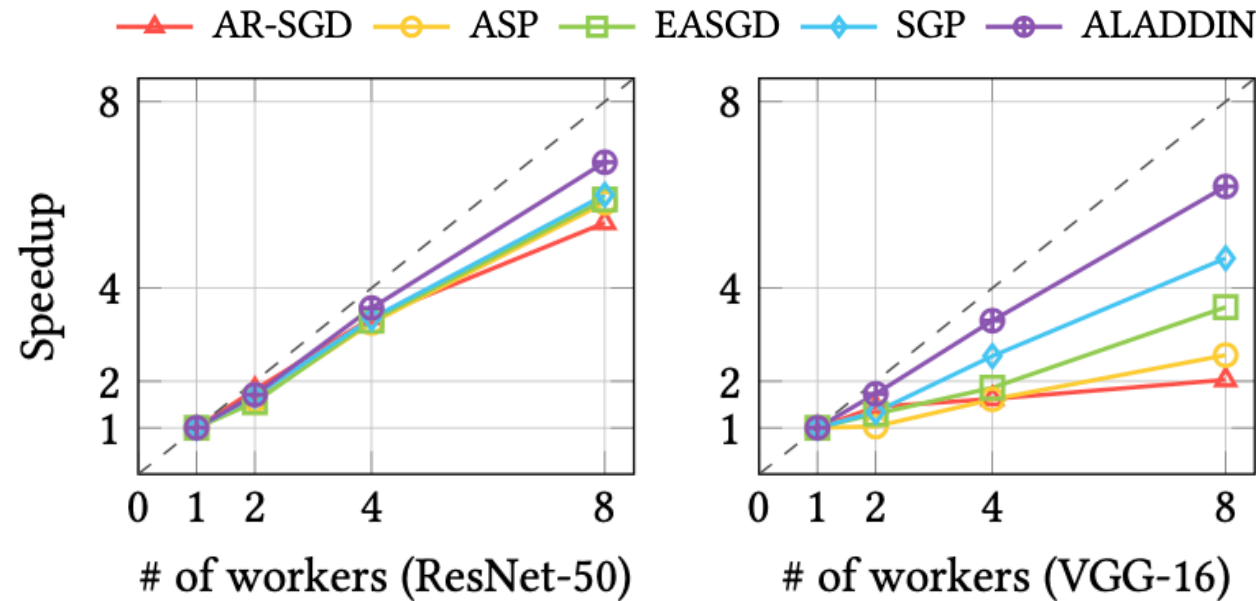 AR-SGD ASP EASGD SGP ALADDIN
Speedup
8
4
2
1
0 1 2 4 8
# of workers (ResNet-50)
8
4
2
1
0 1 2 4 8
# of workers (VGG-16)